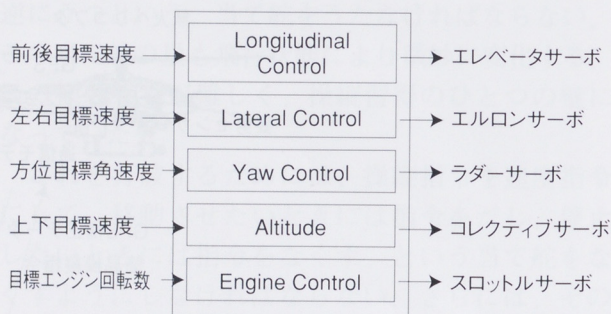 前後目標速度
Longitudinal
Control
エレベータサーボ
左右目標速度
Lateral Control
エルロンサーボ
方位目標角速度
Yaw Control
ラダーサーボ
上下目標速度
Altitude
コレクティブサーボ
目標エンジン回転数
Engine Control
スロットルサーボ